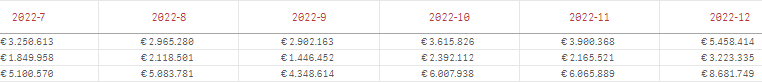 2022-7 2022-8 2022-9 2022-10 2022-11 2022-12
€ 3.250.613 € 2.965.280 € 2.902.163 € 3.615.826 € 3.900.368 € 5.458.414
€ 1.849.958 € 2.118.501 € 1.446.452 € 2.392.112 € 2.165.521 € 3.223.335
€ 5.100.570 € 5.083.781 € 4.348.614 € 6.007.938 € 6.065.889 € 8.681.749